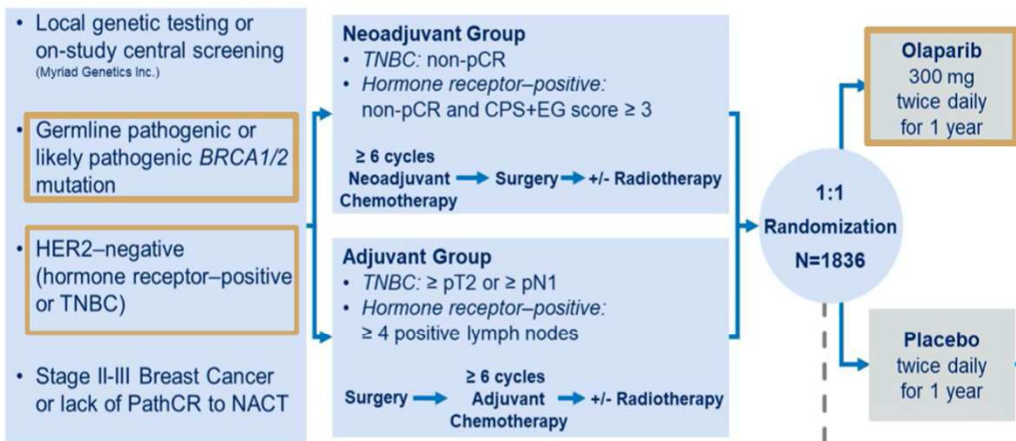 • Local genetic testing or
on-study central screening
(Myriad Genetics Inc.)
• Germline pathogenic or
likely pathogenic BRCA1/2
mutation
• HER2–negative
(hormone receptor–positive
or TNBC)
• Stage II-III Breast Cancer
or lack of PathCR to NACT
Neoadjuvant Group
• TNBC: non-pCR
• Hormone receptor–positive:
non-pCR and CPS+EG score ≥ 3
≥ 6 cycles
Neoadjuvant
Chemotherapy
Surgery
+/- Radiotherapy
Adjuvant Group
• TNBC: ≥ pT2 or ≥ pN1
• Hormone receptor–positive:
≥ 4 positive lymph nodes
Surgery
≥ 6 cycles
Adjuvant
Chemotherapy
+/- Radiotherapy
1:1
Randomization
N=1836
Olaparib
300 mg
twice daily
for 1 year
Placebo
twice daily
for 1 year